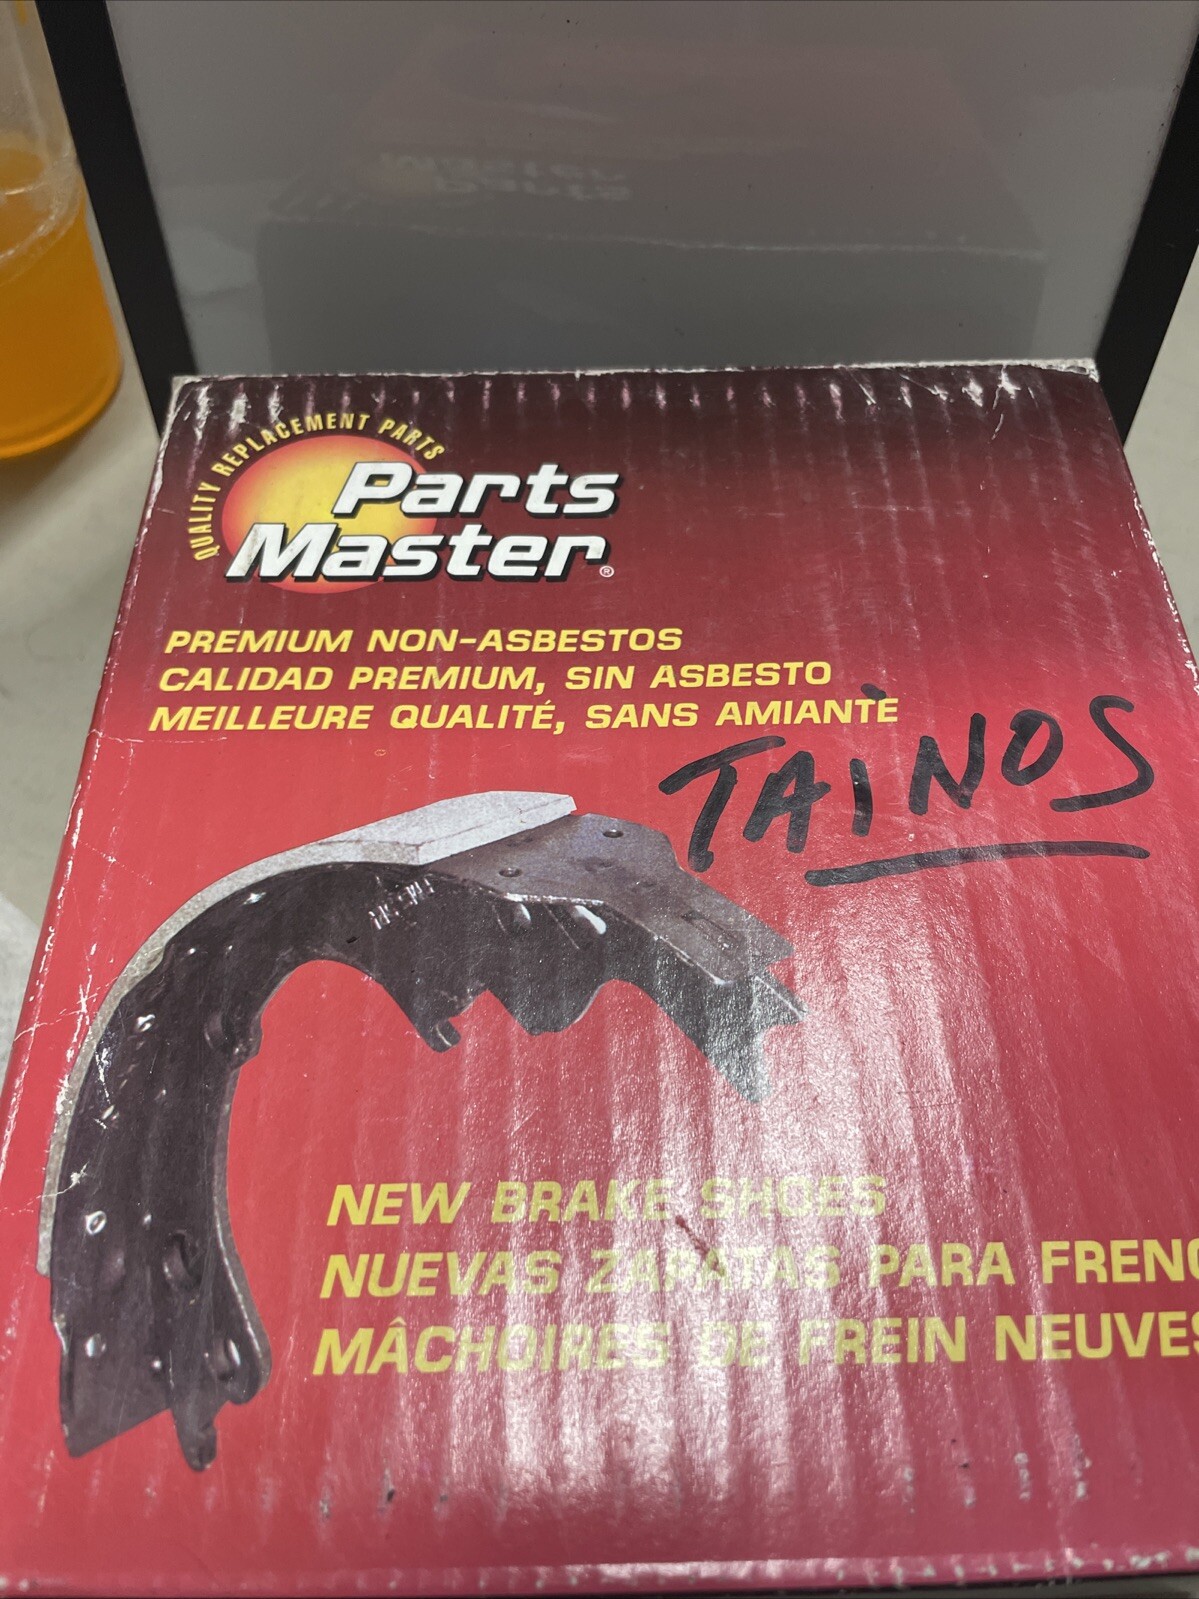 QUALITY REPLACEMENT PARTS
Parts
Master®
PREMIUM NON-ASBESTOS
CALIDAD PREMIUM, SIN ASBESTO
MEILLEURE QUALITÉ, SANS AMIANTE
TAINOS
NEW BRAKE SHOES
NUEVAS ZAPATAS PARA FRENO
MÂCHOIRES DE FREIN NEUVES